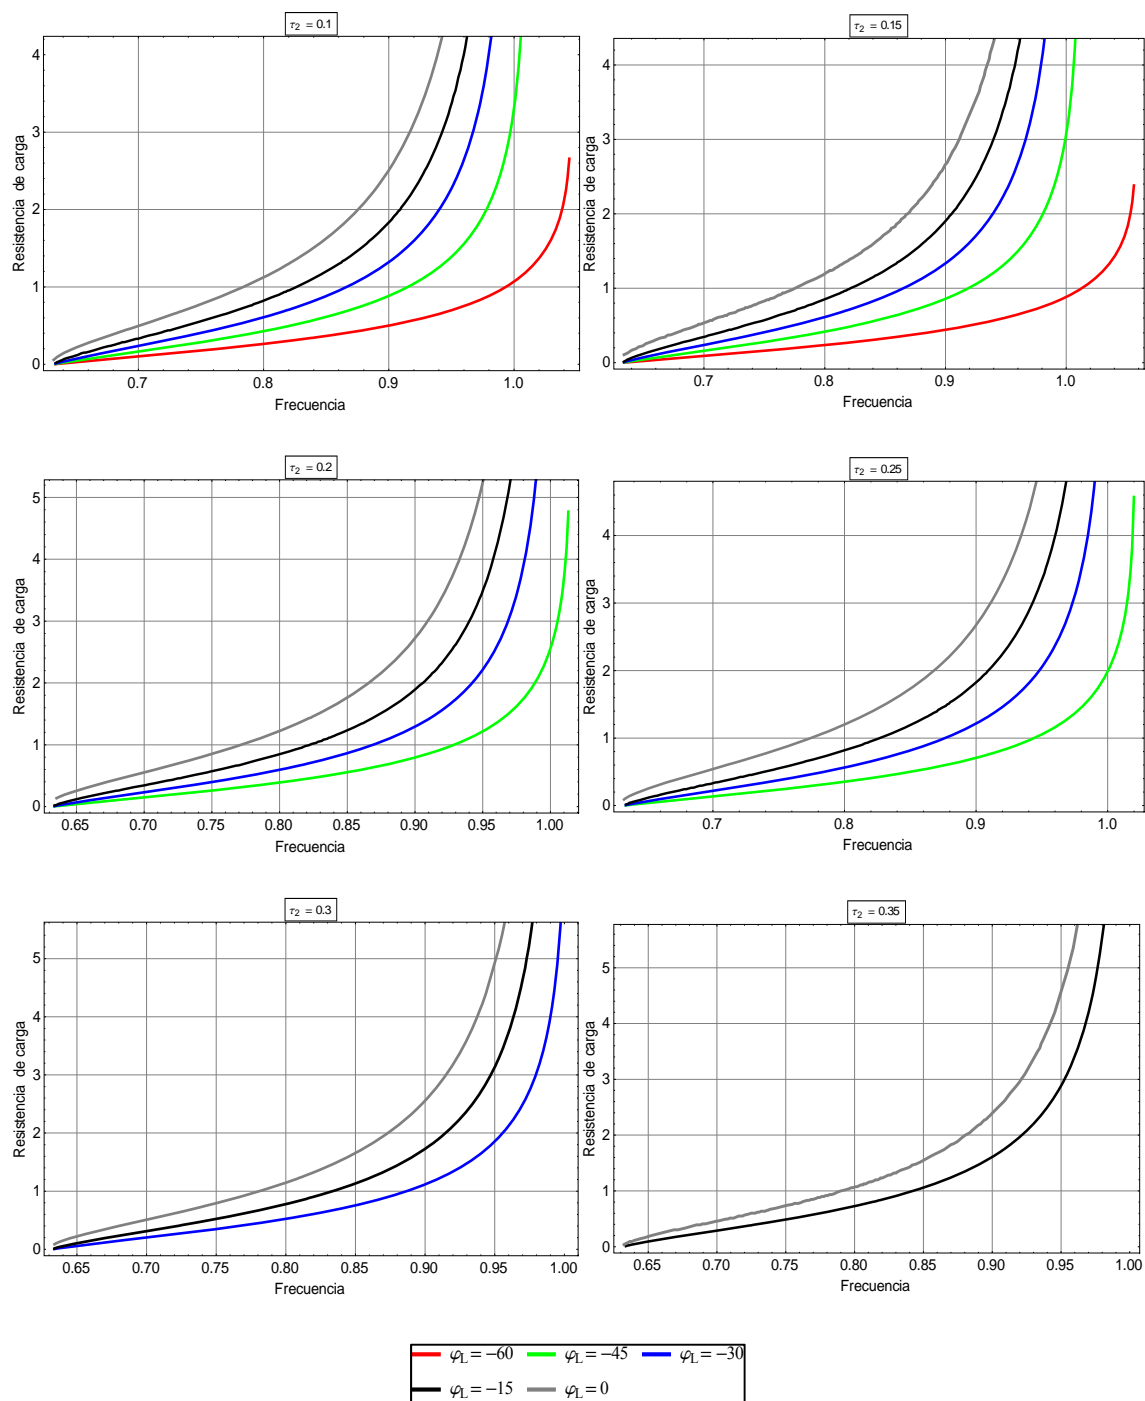 τ2 = 0.1
τ2 = 0.15
Resistencia de carga
4
3
2
1
0
0.7 0.8 0.9 1.0
Frecuencia
Resistencia de carga
4
3
2
1
0
0.7 0.8 0.9 1.0
Frecuencia
τ2 = 0.2
τ2 = 0.25
Resistencia de carga
5
4
3
2
1
0
0.65 0.70 0.75 0.80 0.85 0.90 0.95 1.00
Frecuencia
Resistencia de carga
4
3
2
1
0
0.7 0.8 0.9 1.0
Frecuencia
τ2 = 0.3
τ2 = 0.35
Resistencia de carga
5
4
3
2
1
0
0.65 0.70 0.75 0.80 0.85 0.90 0.95 1.00
Frecuencia
Resistencia de carga
5
4
3
2
1
0
0.65 0.70 0.75 0.80 0.85 0.90 0.95 1.00
Frecuencia
φL = −60 φL = −45 φL = −30
φL = −15 φL = 0